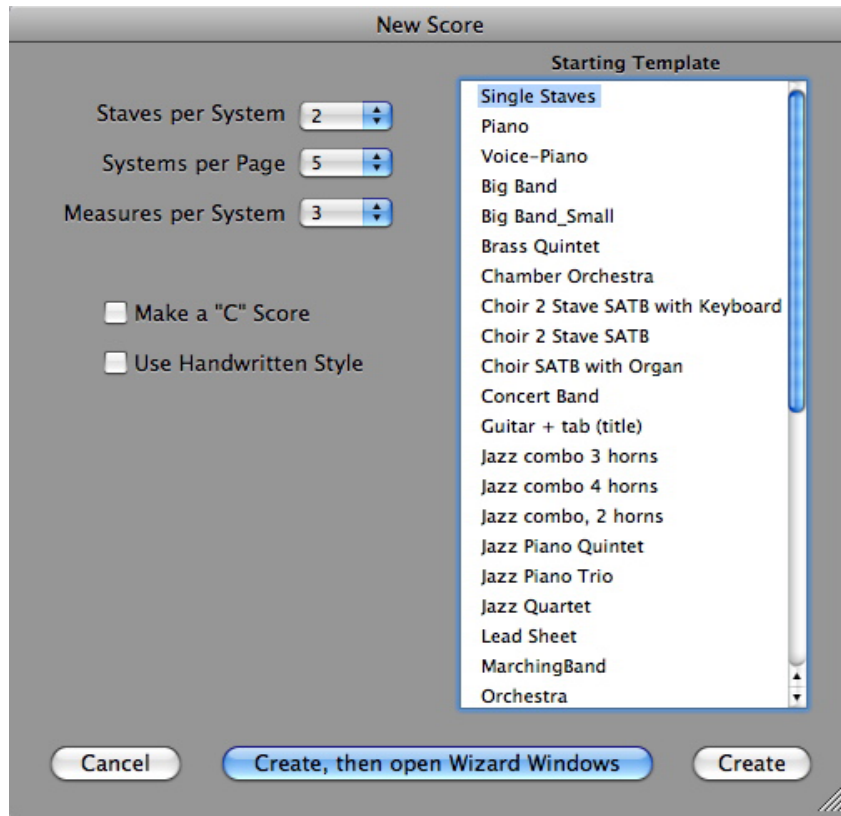 New Score
Staves per System 2
Systems per Page 5
Measures per System 3
Make a "C" Score
Use Handwritten Style
Starting Template
Single Staves
Piano
Voice-Piano
Big Band
Big Band_Small
Brass Quintet
Chamber Orchestra
Choir 2 Stave SATB with Keyboard
Choir 2 Stave SATB
Choir SATB with Organ
Concert Band
Guitar + tab (title)
Jazz combo 3 horns
Jazz combo 4 horns
Jazz combo, 2 horns
Jazz Piano Quintet
Jazz Piano Trio
Jazz Quartet
Lead Sheet
MarchingBand
Orchestra
Cancel
Create, then open Wizard Windows
Create